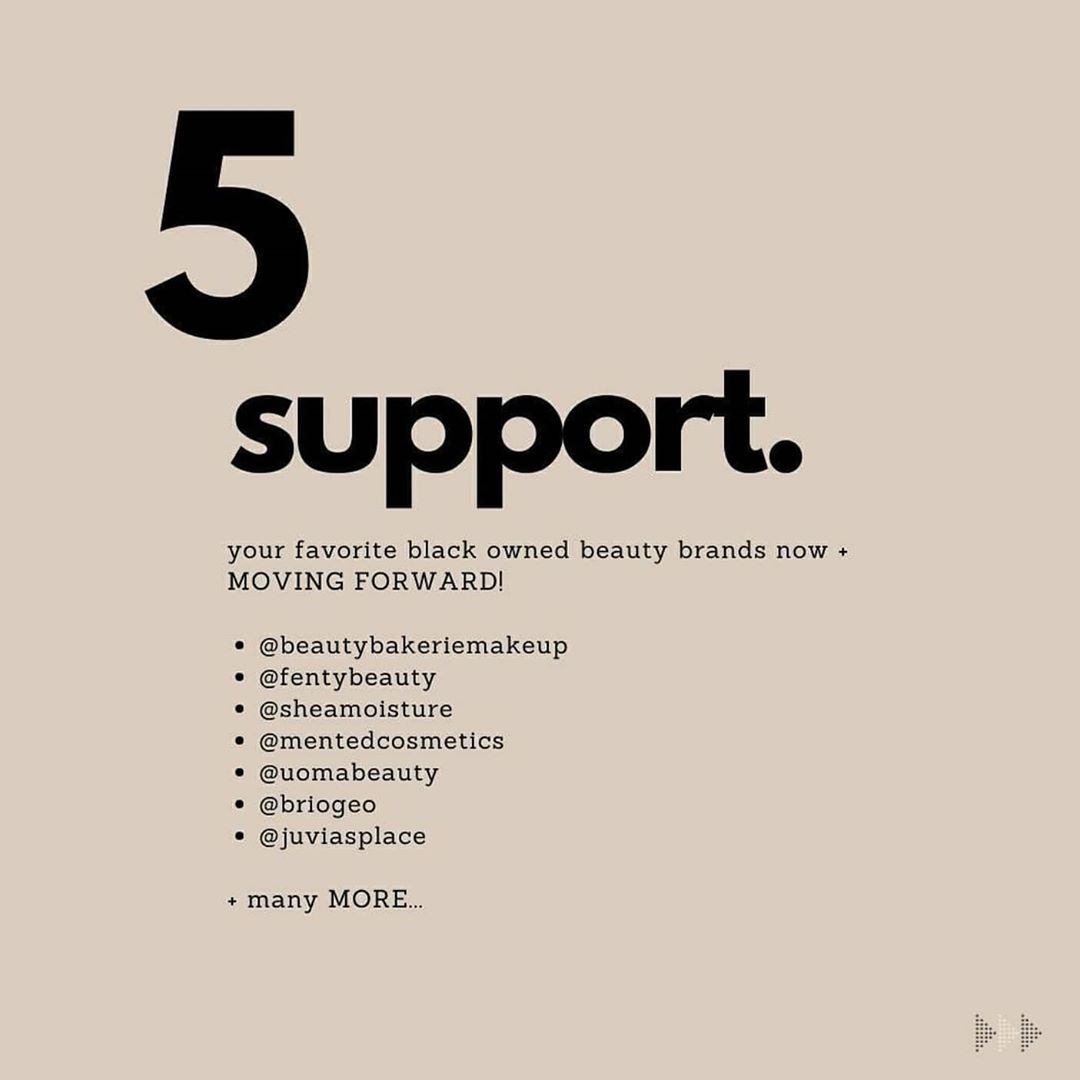 5
support.
your favorite black owned beauty brands now +
MOVING FORWARD!
• @beautybakeriemakeup
• @fentybeauty
• @sheamoisture
• @mentedcosmetics
• @uomabeauty
• @briogeo
• @juviasplace
+ many MORE...